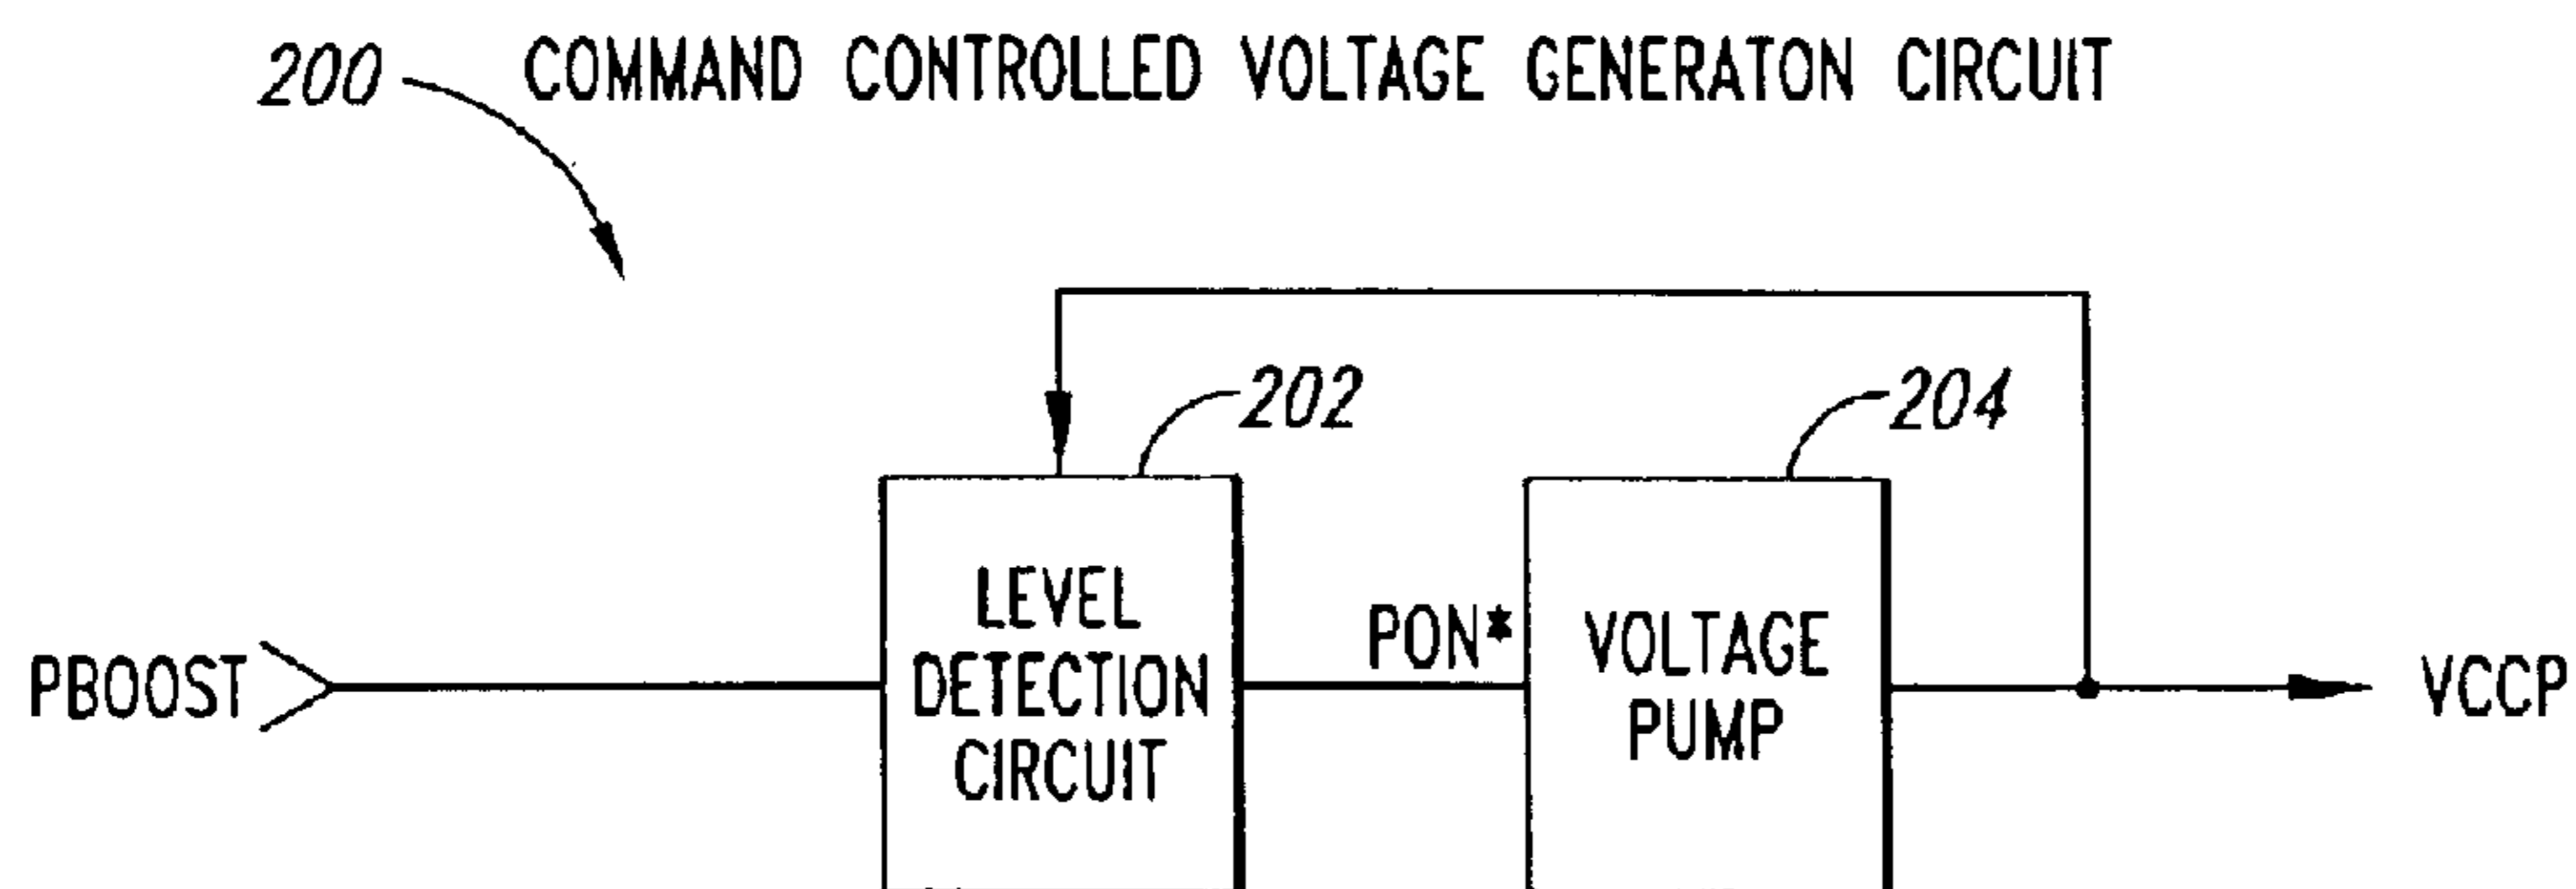 200
COMMAND CONTROLLED VOLTAGE GENERATON CIRCUIT
202
204
LEVEL
DETECTION
CIRCUIT
PON*
VOLTAGE
PUMP
PBOOST
VCCP